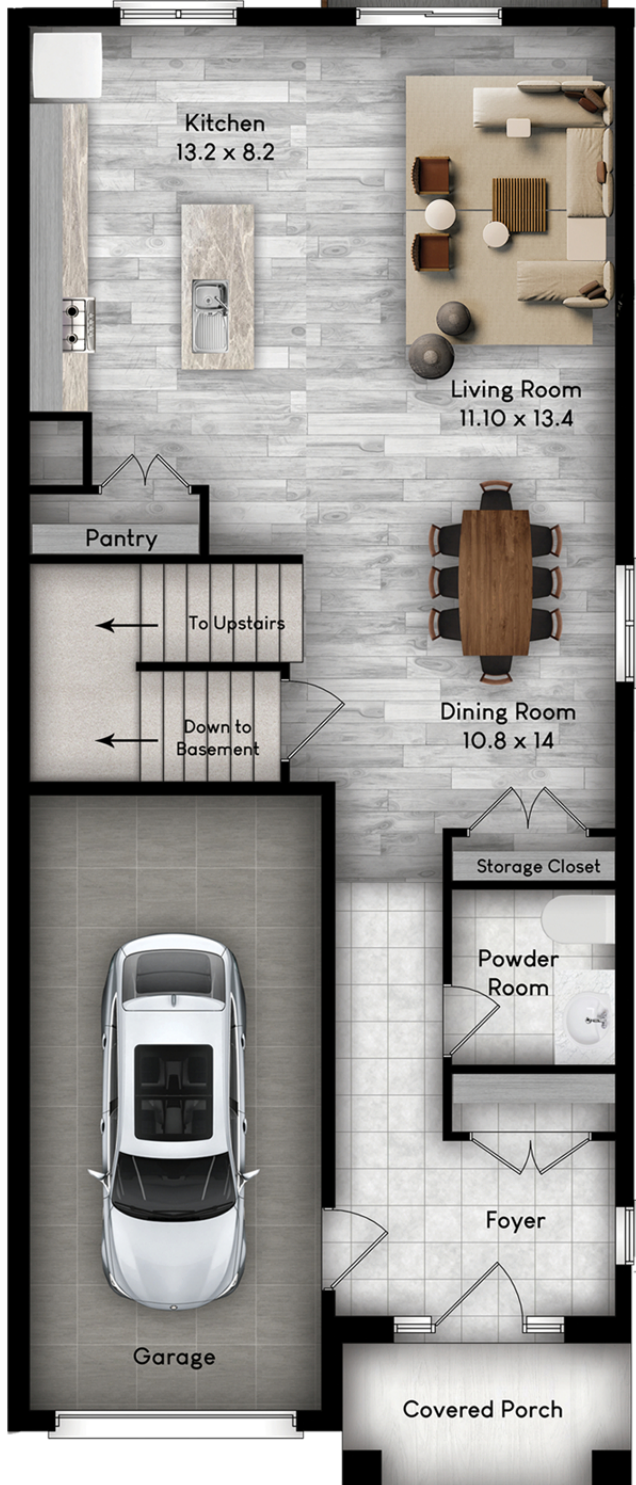 Kitchen
13.2 x 8.2
Living Room
11.10 x 13.4
Pantry
To Upstairs
Down to
Basement
Dining Room
10.8 x 14
Storage Closet
Powder
Room
Foyer
Garage
Covered Porch